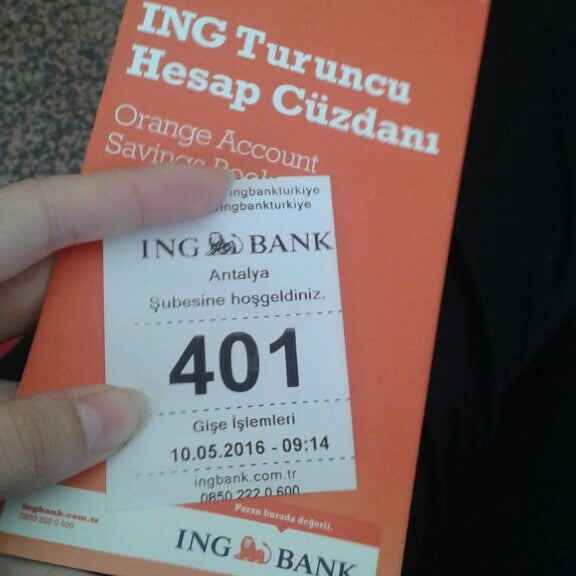 ING Turuncu
Hesap Cüzdanı
Orange Account
Savings Book
ingbankturkiye
ingbankturkiye
ING BANK
Antalya
Şubesine hoşgeldiniz.
401
Gişe İşlemleri
10.05.2016 - 09:14
ingbank.com.tr
0850 222 0 600
ingbank.com.tr
0850 222 0 600
Paran burada değerli.
ING BANK